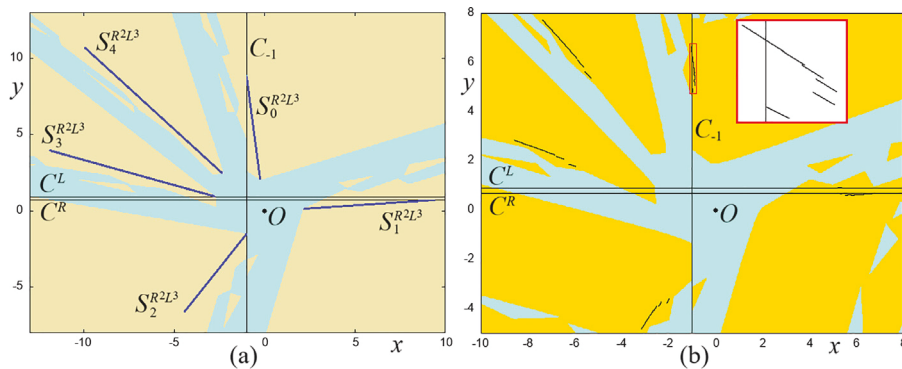 10
5
0
-5
y
S_4^{R^2L^3}
C_{-1}
S_0^{R^2L^3}
S_3^{R^2L^3}
C^L
C^R
O
S_1^{R^2L^3}
S_2^{R^2L^3}
-10
-5
0
5
10
x
(a)
8
6
4
2
0
-2
-4
y
C_{-1}
C^L
C^R
O
-10
-8
-6
-4
-2
0
2
4
6
8
x
(b)